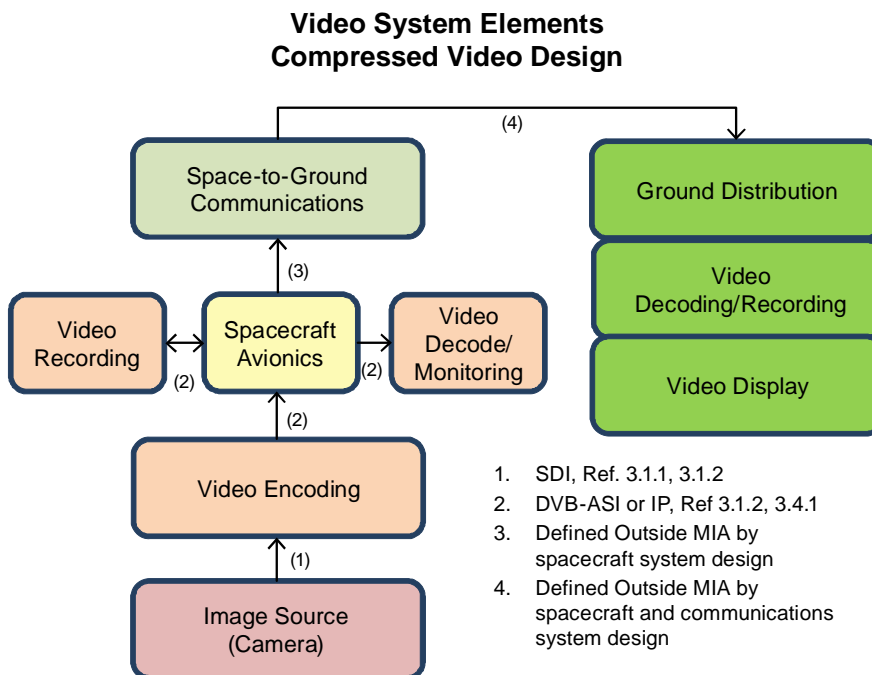 Video System Elements
Compressed Video Design
(4)
Space-to-Ground
Communications
Ground Distribution
(3)
Video
Recording
Spacecraft
Avionics
Video
Decode/
Monitoring
Video
Decoding/Recording
(2)
(2)
Video Display
(2)
Video Encoding
(1)
Image Source
(Camera)
1. SDI, Ref. 3.1.1, 3.1.2
2. DVB-ASI or IP, Ref 3.1.2, 3.4.1
3. Defined Outside MIA by
spacecraft system design
4. Defined Outside MIA by
spacecraft and communications
system design